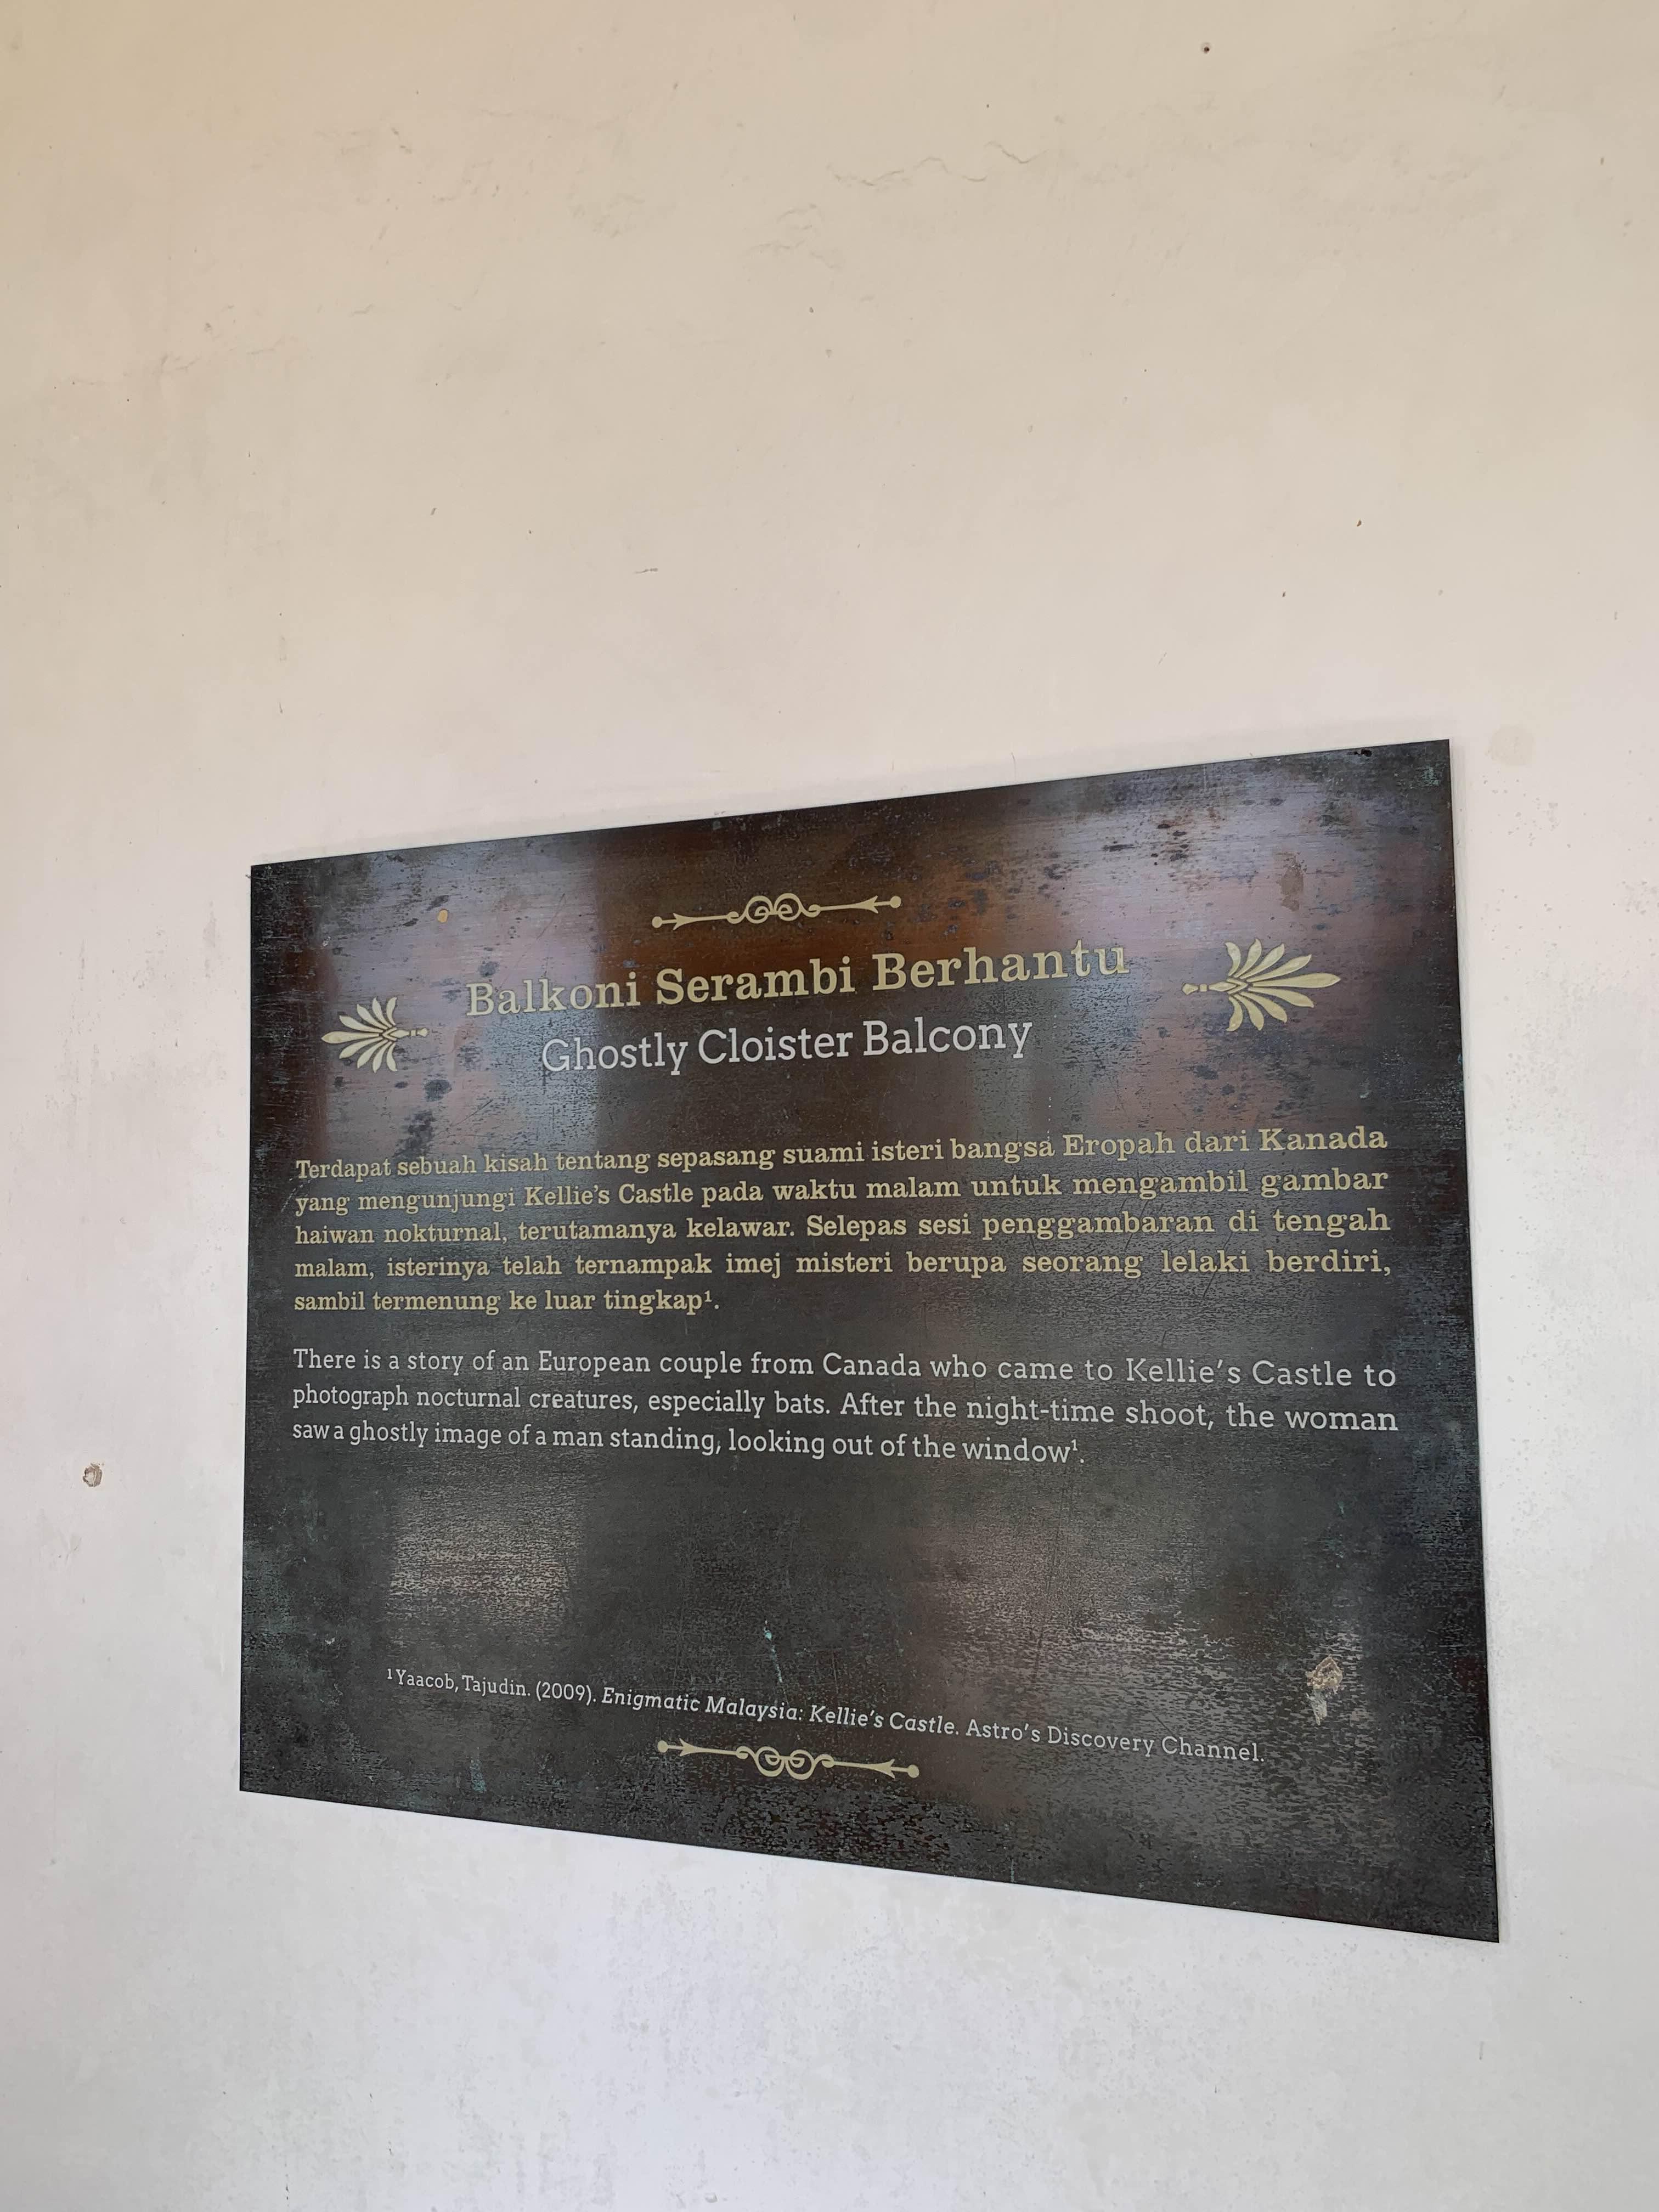 Balkoni Serambi Berhantu
Ghostly Cloister Balcony
Terdapat sebuah kisah tentang sepasang suami isteri bangsa Eropah dari Kanada
yang mengunjungi Kellie's Castle pada waktu malam untuk mengambil gambar
haiwan nokturnal, terutamanya kelawar. Selepas sesi penggambaran di tengah
malam, isterinya telah ternampak imej misteri berupa seorang lelaki berdiri,
sambil termenung ke luar tingkap¹.
There is a story of an European couple from Canada who came to Kellie's Castle to
photograph nocturnal creatures, especially bats. After the night-time shoot, the woman
saw a ghostly image of a man standing, looking out of the window¹.
¹ Yaacob, Tajudin. (2009). Enigmatic Malaysia: Kellie's Castle. Astro's Discovery Channel.